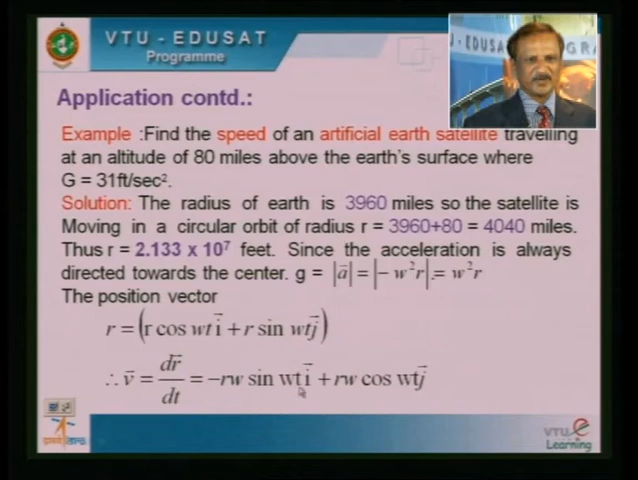 VTU - EDUSAT
Programme
U - EDUSA
Application contd.:
Example :Find the speed of an artificial earth satellite travelling
at an altitude of 80 miles above the earth's surface where
G = 31ft/sec².
Solution: The radius of earth is 3960 miles so the satellite is
Moving in a circular orbit of radius r = 3960+80 = 4040 miles.
Thus r = 2.133 x 10⁷ feet. Since the acceleration is always
directed towards the center. g = |a̅| = |− w²r| = w²r
The position vector
r = (r cos wt i⃗ + r sin wt j⃗)
∴ v⃗ = dr̅/dt = −rw sin wt i⃗ + rw cos wt j⃗
VTU e
Learning